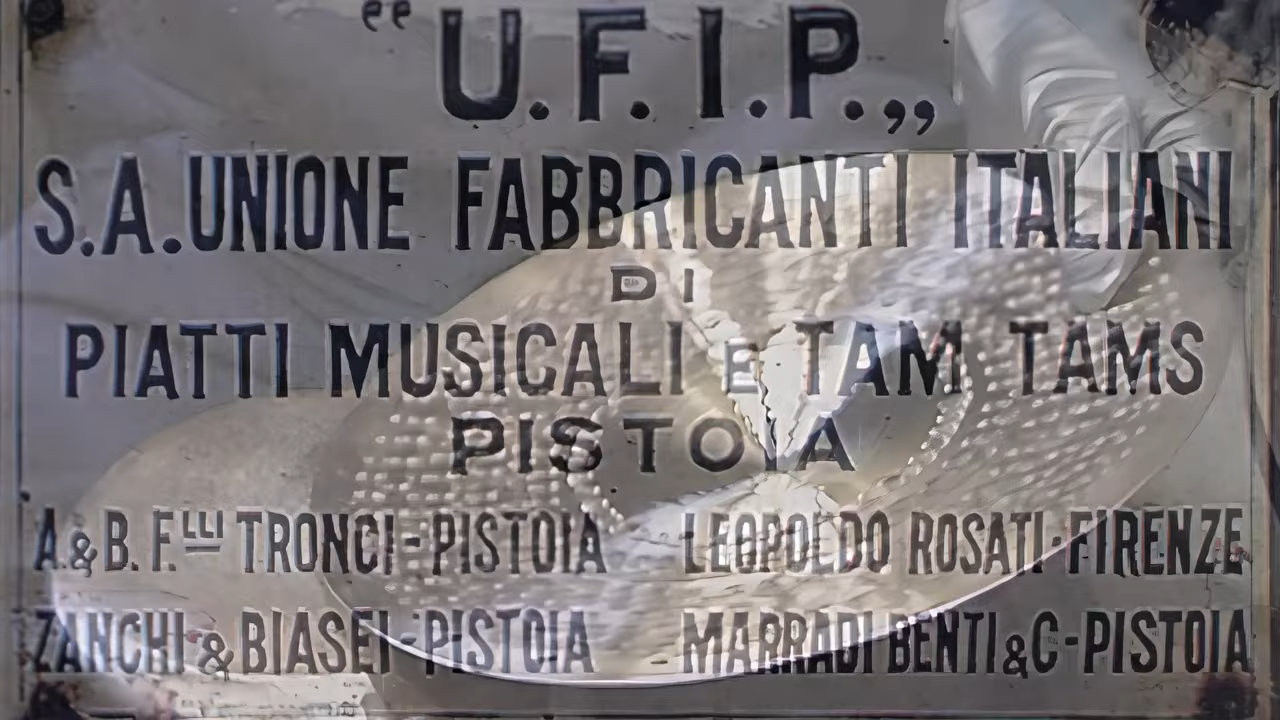 “U.F.I.P.„
S.A. UNIONE FABBRICANTI ITALIANI
DI
PIATTI MUSICALI E TAM TAMS
PISTOIA
A.&B. F.LLI TRONCI-PISTOIA LEOPOLDO ROSATI-FIRENZE
ZANCHI & BIASEI-PISTOIA MARRADI BENTI & C-PISTOIA